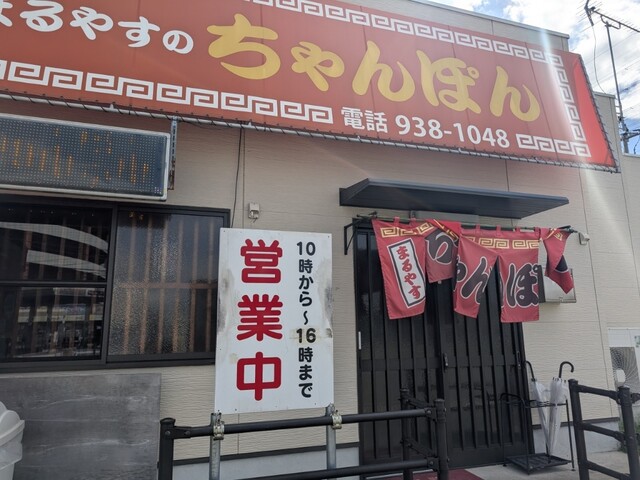 まるやすの
ちゃんぽん
電話 938-1048
営業中
10時から～16時まで
まるやす
ちゃんぽ